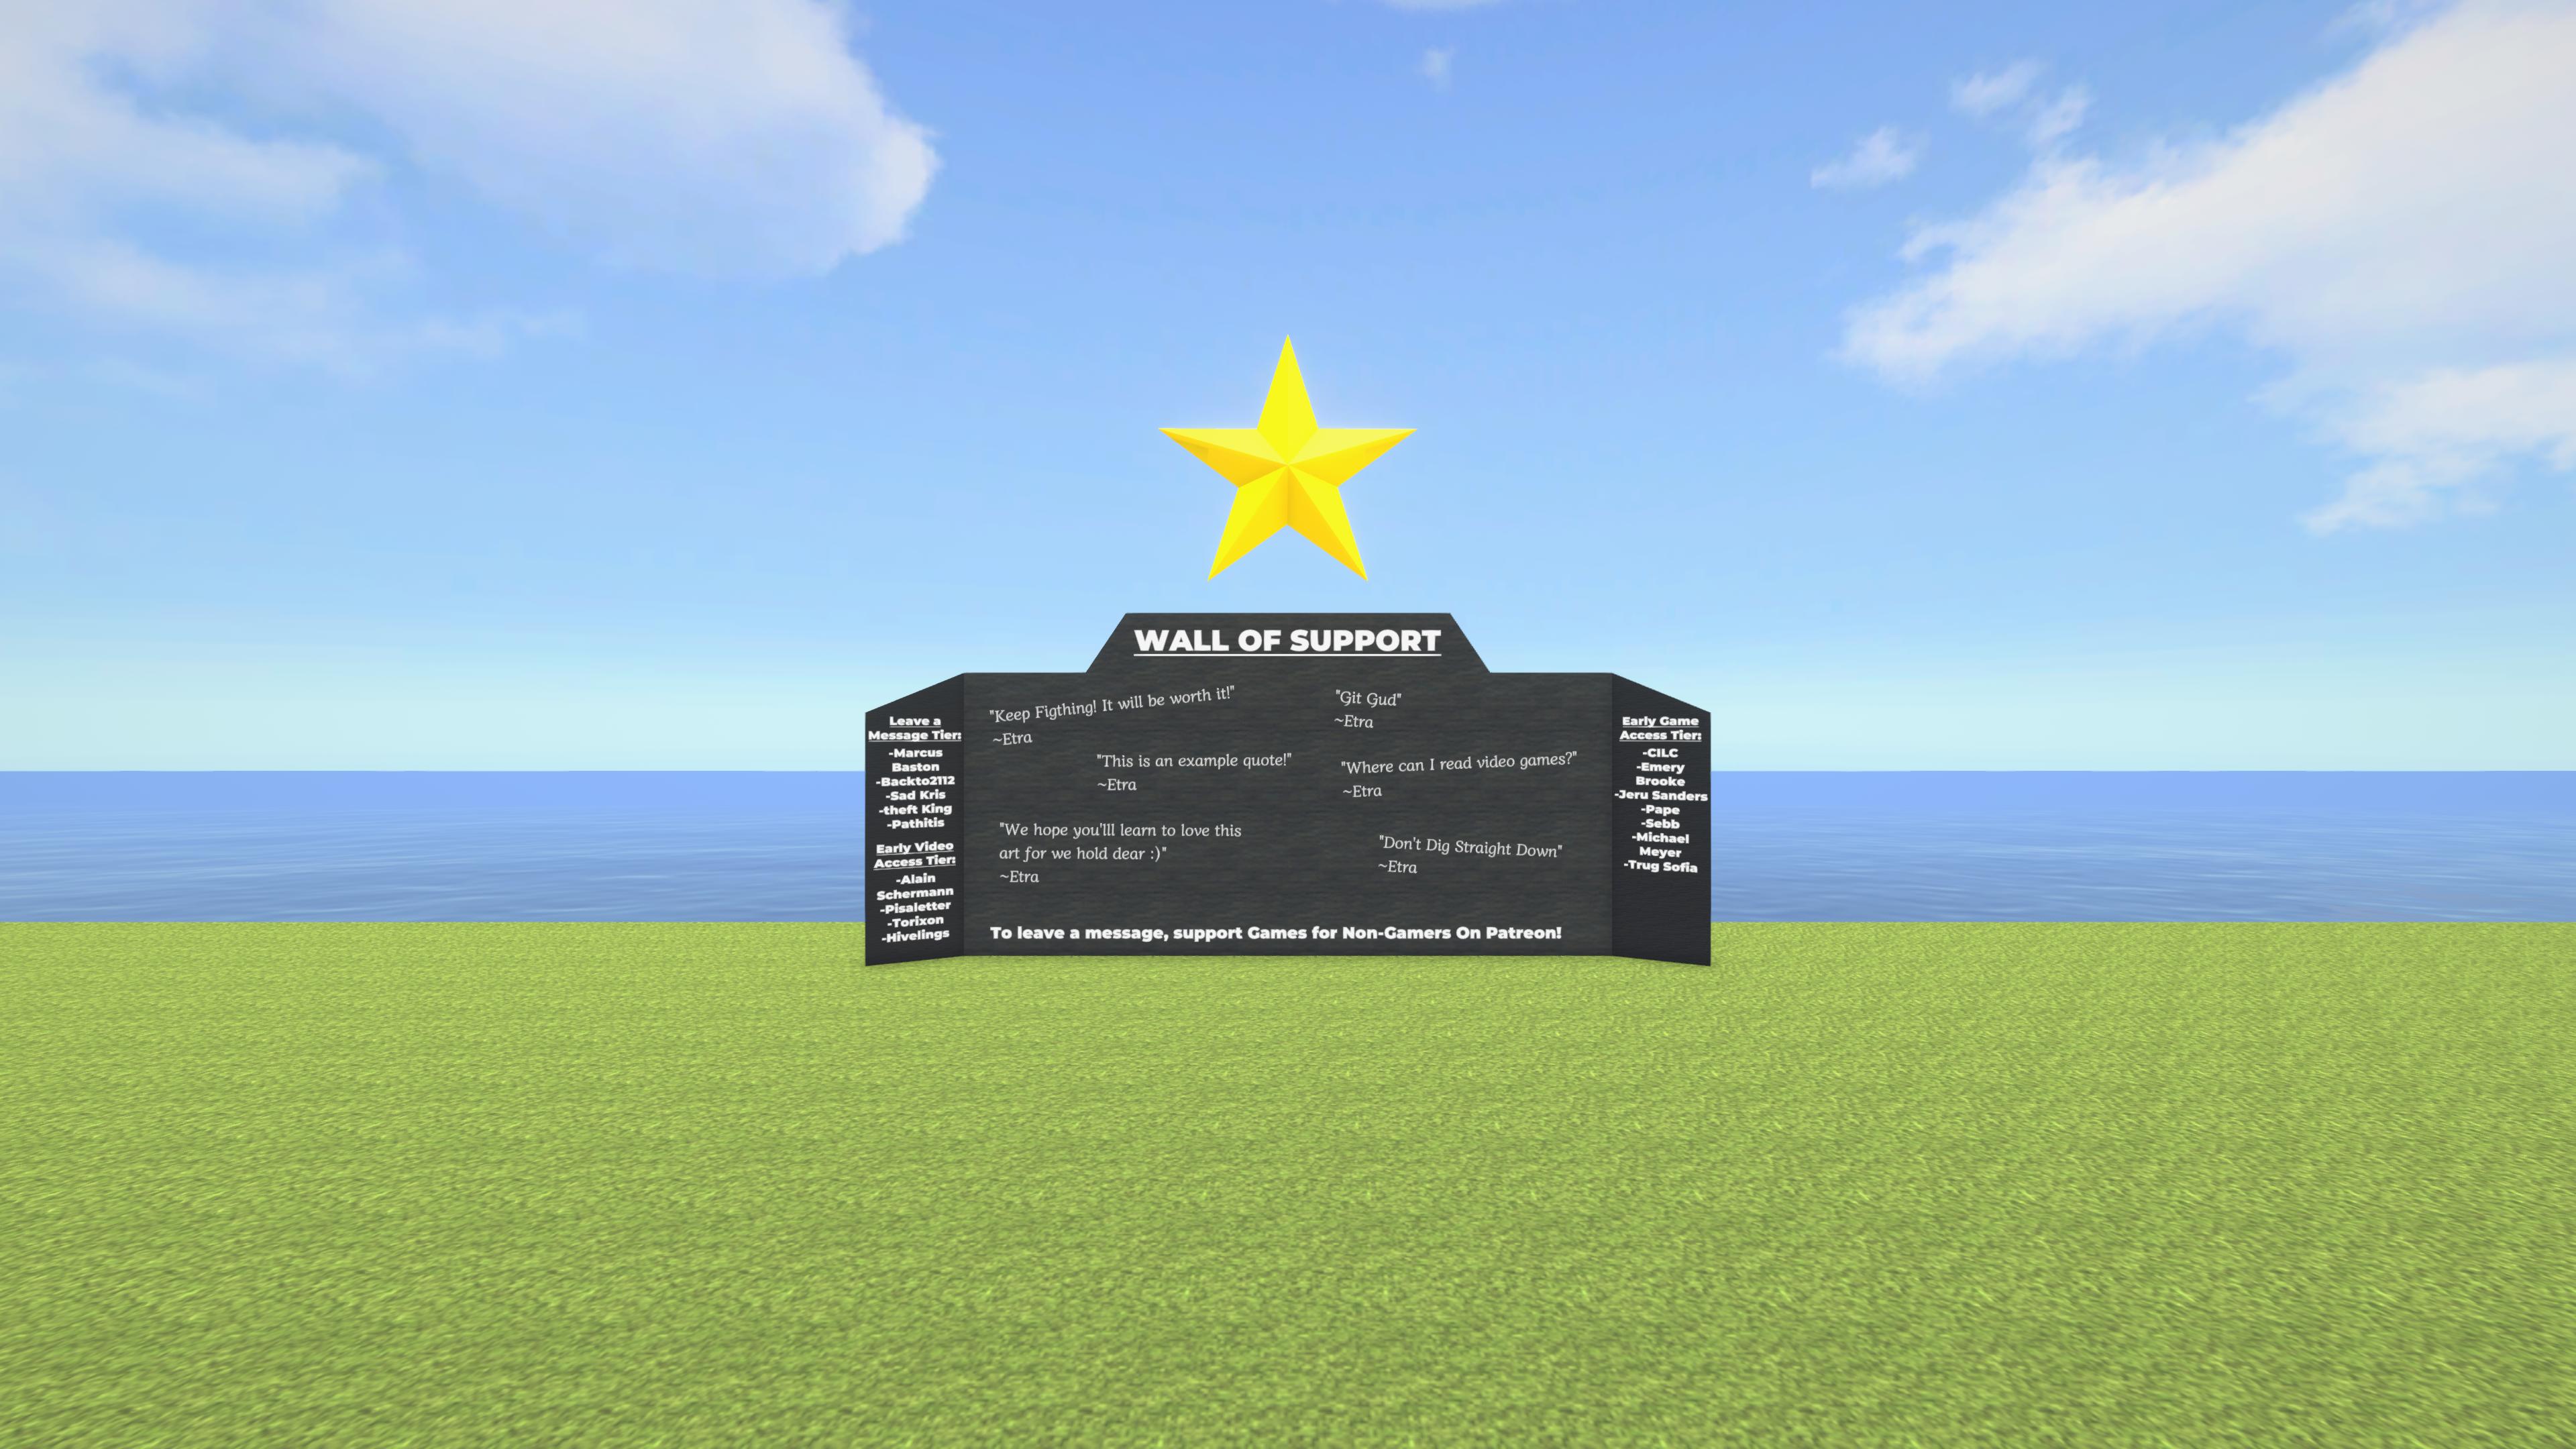 WALL OF SUPPORT
Leave a
Message Tier:
-Marcus
Baston
-Backto2112
-Sad Kris
-theft King
-Pathitis
Early Video
Access Tier:
-Alain
Schermann
-Pisaletter
-Torixon
-Hivelings
"Keep Figthing! It will be worth it!"
~Etra
"This is an example quote!"
~Etra
"We hope you'lll learn to love this
art for we hold dear :)"
~Etra
"Git Gud"
~Etra
"Where can I read video games?"
~Etra
"Don't Dig Straight Down"
~Etra
To leave a message, support Games for Non-Gamers On Patreon!
Early Game
Access Tier:
-CILC
-Emery
Brooke
-Jeru Sanders
-Pape
-Sebb
-Michael
Meyer
-Trug Sofia